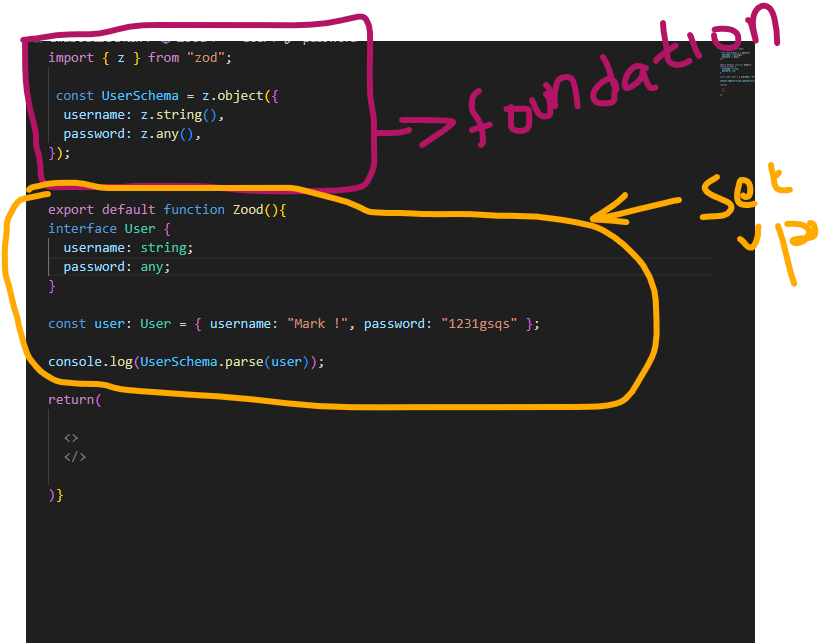 import { z } from "zod";
const UserSchema = z.object({
username: z.string(),
password: z.any(),
});
foundation
export default function Zood(){
interface User {
username: string;
password: any;
}
set
up
const user: User = { username: "Mark !", password: "1231gsqs" };
console.log(UserSchema.parse(user));
return(
<>
</>
)}